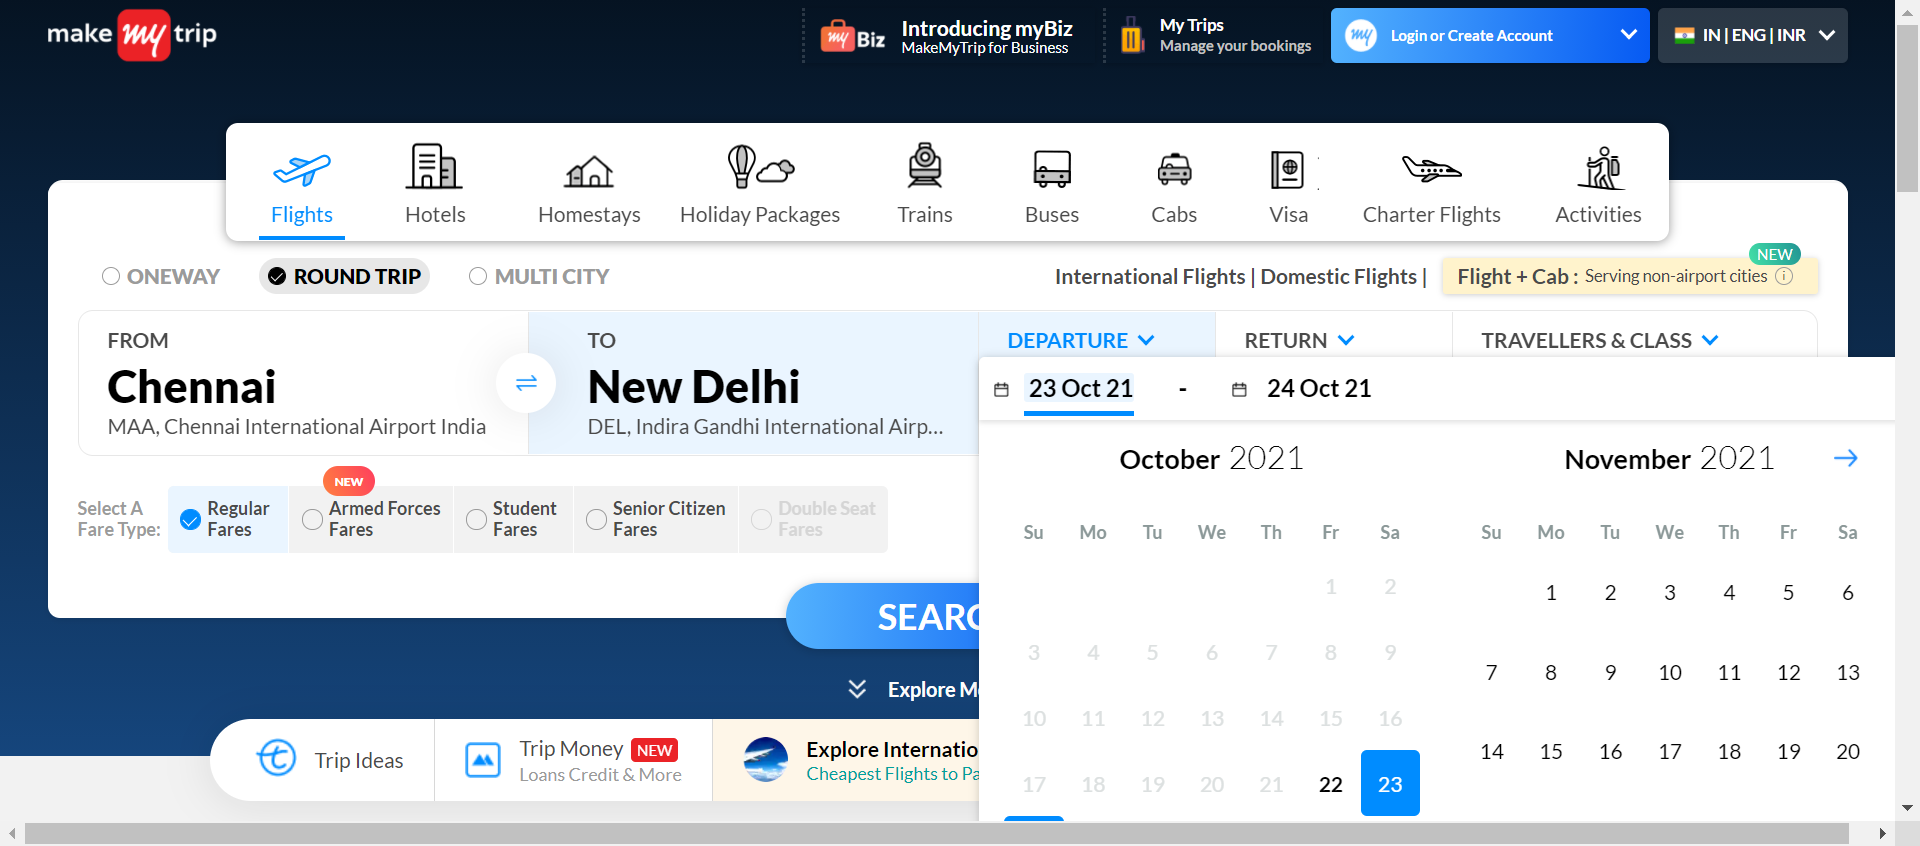 make my trip
my Biz
Introducing myBiz
MakeMyTrip for Business
My Trips
Manage your bookings
my
Login or Create Account
IN | ENG | INR
Flights
Hotels
Homestays
Holiday Packages
Trains
Buses
Cabs
Visa
Charter Flights
Activities
ONEWAY
ROUND TRIP
MULTI CITY
International Flights | Domestic Flights |
NEW
Flight + Cab : Serving non-airport cities
FROM
Chennai
MAA, Chennai International Airport India
TO
New Delhi
DEL, Indira Gandhi International Airp...
DEPARTURE
RETURN
TRAVELLERS & CLASS
23 Oct 21 - 24 Oct 21
October 2021
Su Mo Tu We Th Fr Sa
1 2
3 4 5 6 7 8 9
10 11 12 13 14 15 16
17 18 19 20 21 22 23
November 2021
Su Mo Tu We Th Fr Sa
1 2 3 4 5 6
7 8 9 10 11 12 13
14 15 16 17 18 19 20
Select A
Fare Type:
Regular
Fares
NEW
Armed Forces
Fares
Student
Fares
Senior Citizen
Fares
Double Seat
Fares
SEARC
Explore M
Trip Ideas
Trip Money NEW
Loans Credit & More
Explore Internatio
Cheapest Flights to Pa